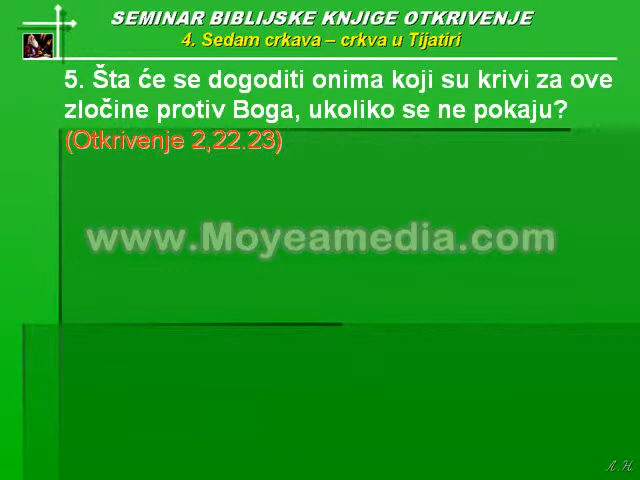 SEMINAR BIBLIJSKE KNJIGE OTKRIVENJE
4. Sedam crkava – crkva u Tijatiri
5. Šta će se dogoditi onima koji su krivi za ove
zločine protiv Boga, ukoliko se ne pokaju?
(Otkrivenje 2,22.23)
www.Moyeamedia.com
Л.Н.